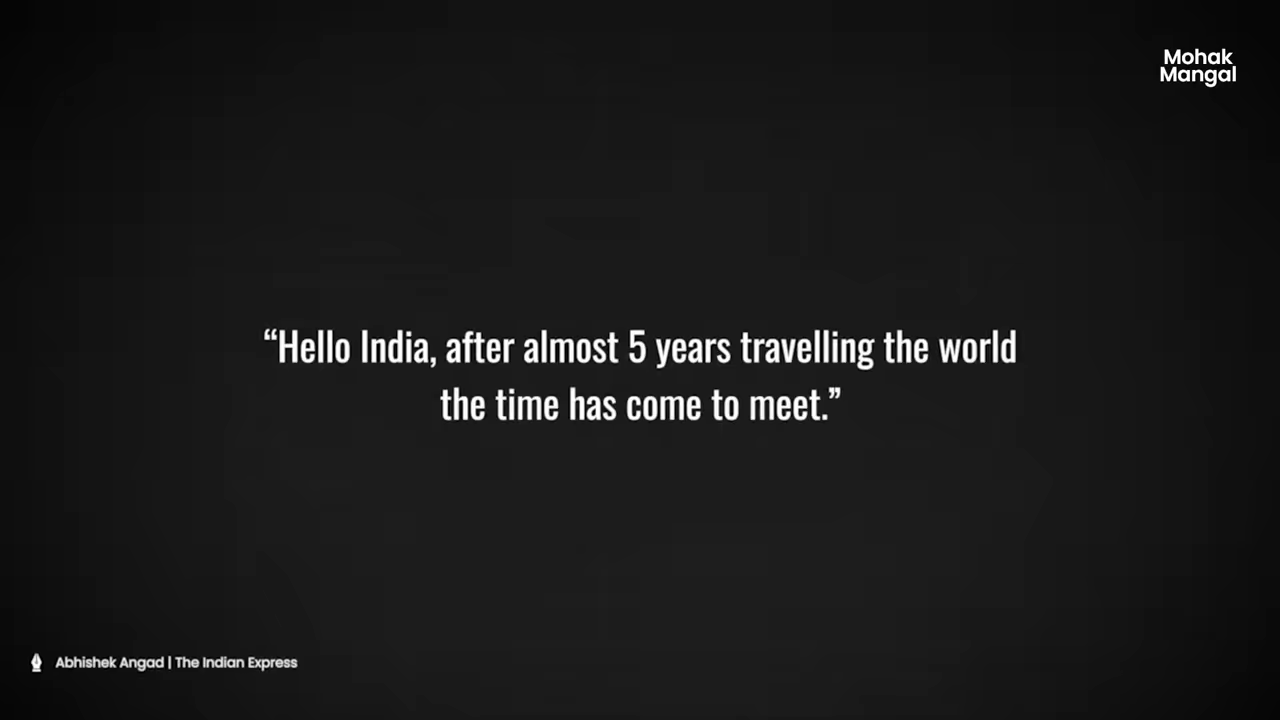 Mohak
Mangal
“Hello India, after almost 5 years travelling the world
the time has come to meet.”
Abhishek Angad | The Indian Express